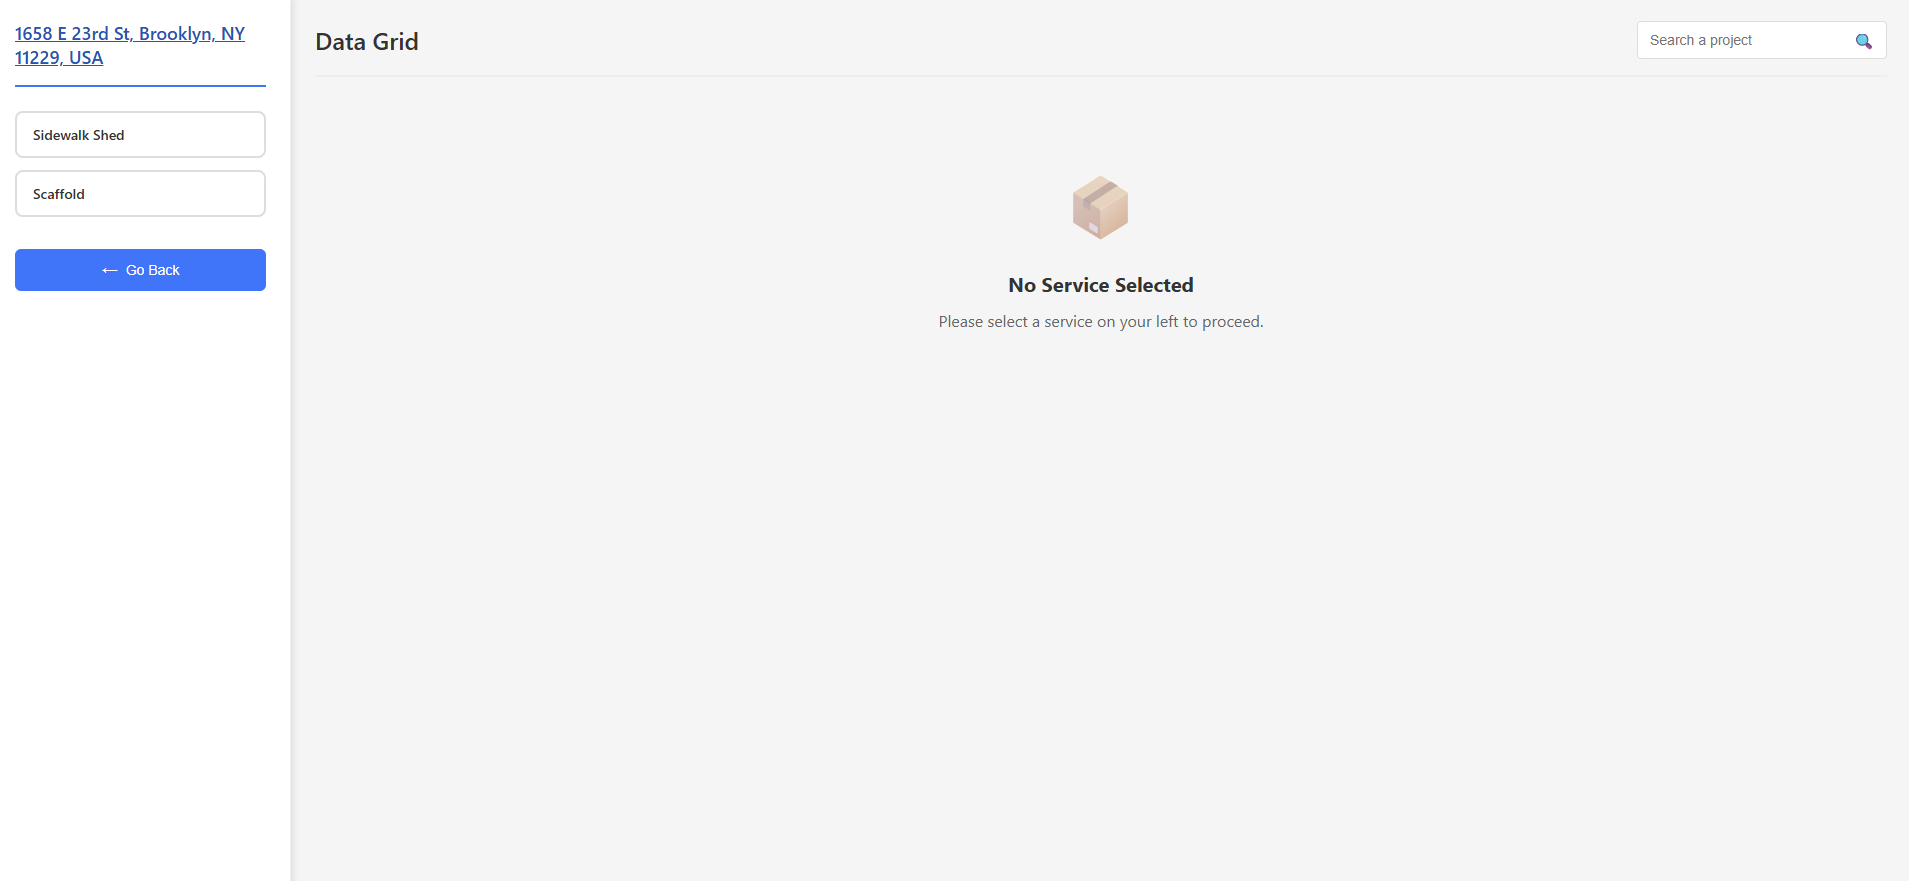 1658 E 23rd St, Brooklyn, NY
11229, USA
Sidewalk Shed
Scaffold
← Go Back
Data Grid
Search a project
No Service Selected
Please select a service on your left to proceed.